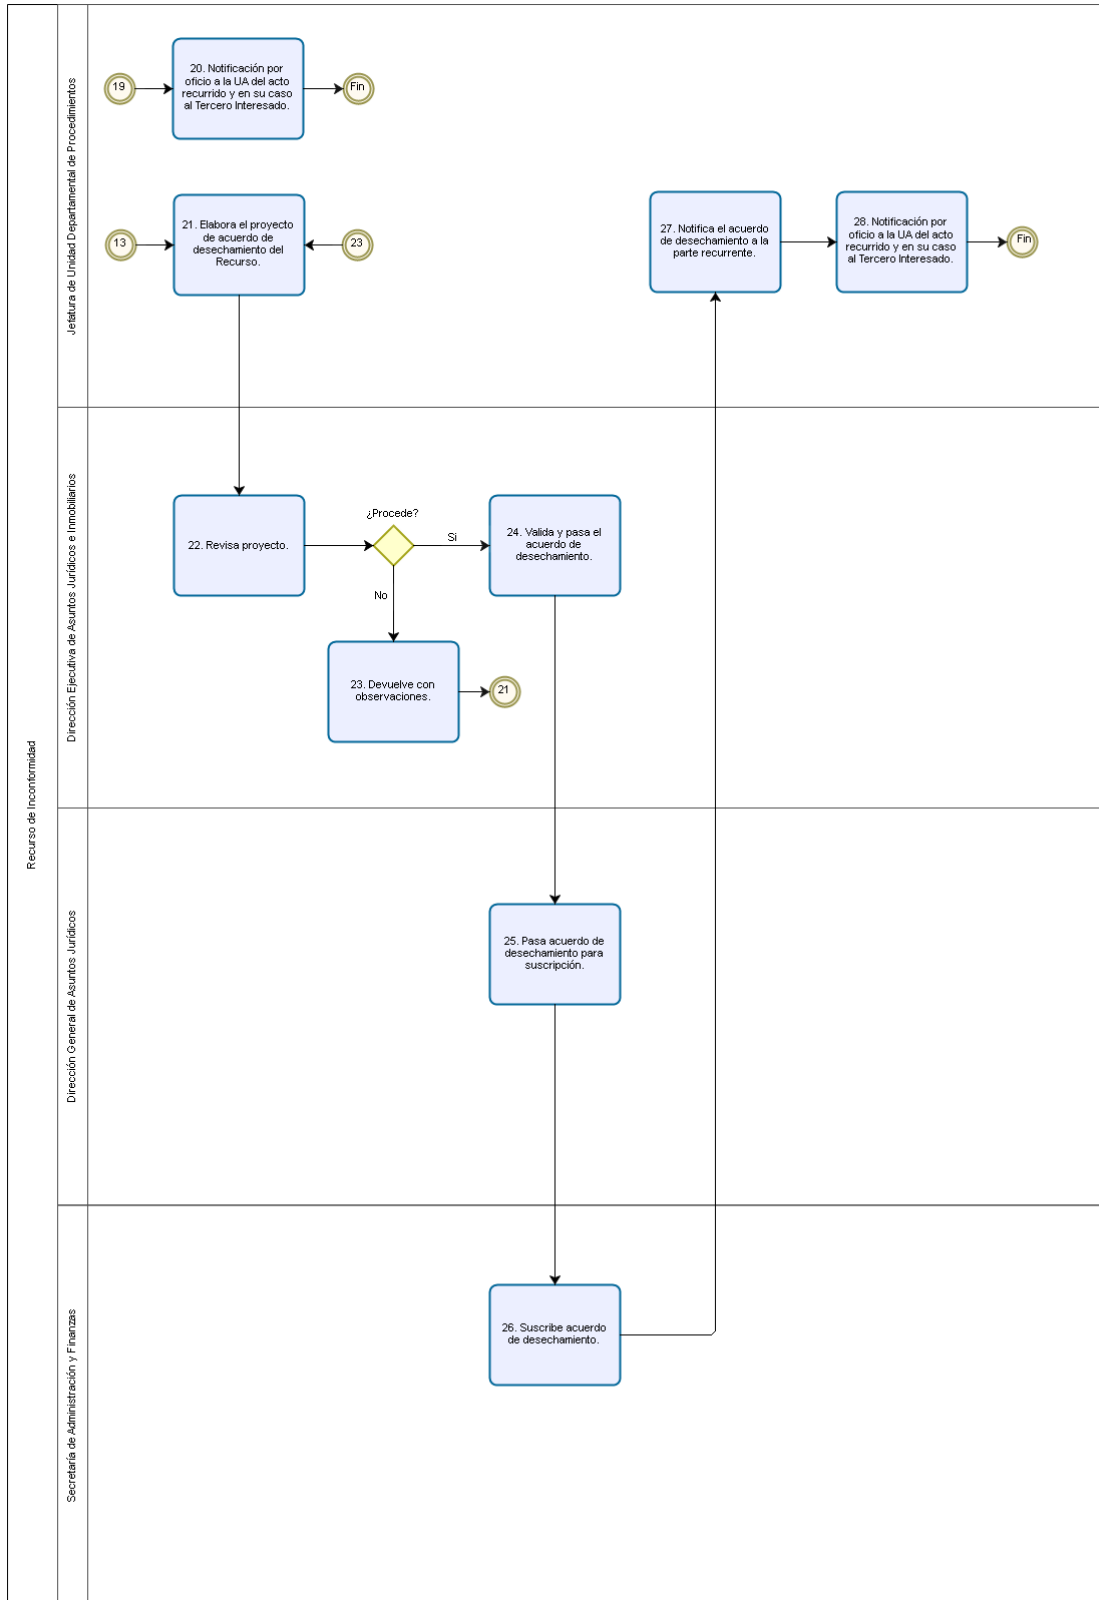 Recurso de Inconformidad
Jefatura de Unidad Departamental de Procedimientos
19
20. Notificación por
oficio a la UA del acto
recurrido y en su caso
al Tercero Interesado.
Fin
13
21. Elabora el proyecto
de acuerdo de
desechamiento del
Recurso.
23
27. Notifica el acuerdo
de desechamiento a la
parte recurrente.
28. Notificación por
oficio a la UA del acto
recurrido y en su caso
al Tercero Interesado.
Fin
Dirección Ejecutiva de Asuntos Jurídicos e Inmobiliarios
22. Revisa proyecto.
¿Procede?
Si
No
24. Valida y pasa el
acuerdo de
desechamiento.
23. Devuelve con
observaciones.
21
Dirección General de Asuntos Jurídicos
25. Pasa acuerdo de
desechamiento para
suscripción.
Secretaría de Administración y Finanzas
26. Suscribe acuerdo
de desechamiento.